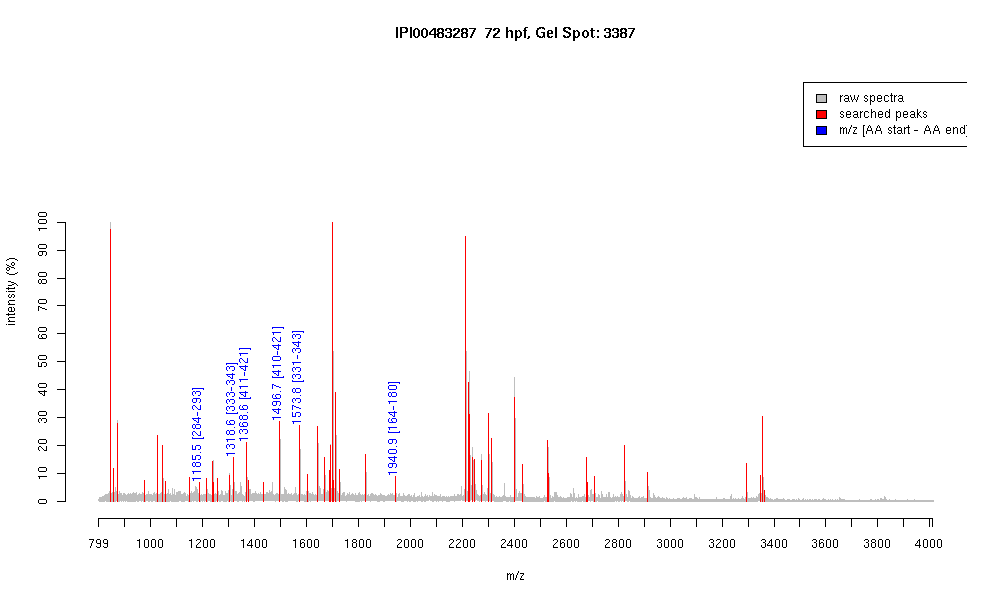 IPI00483287 72 hpf, Gel Spot: 3387
raw spectra
searched peaks
m/z [AA start - AA end]
intensity (%)
100
90
80
70
60
50
40
30
20
10
0
1185.5 [284-293]
1318.6 [333-343]
1368.6 [411-421]
1496.7 [410-421]
1573.8 [331-343]
1940.9 [164-180]
799 1000 1200 1400 1600 1800 2000 2200 2400 2600 2800 3000 3200 3400 3600 3800 4000
m/z